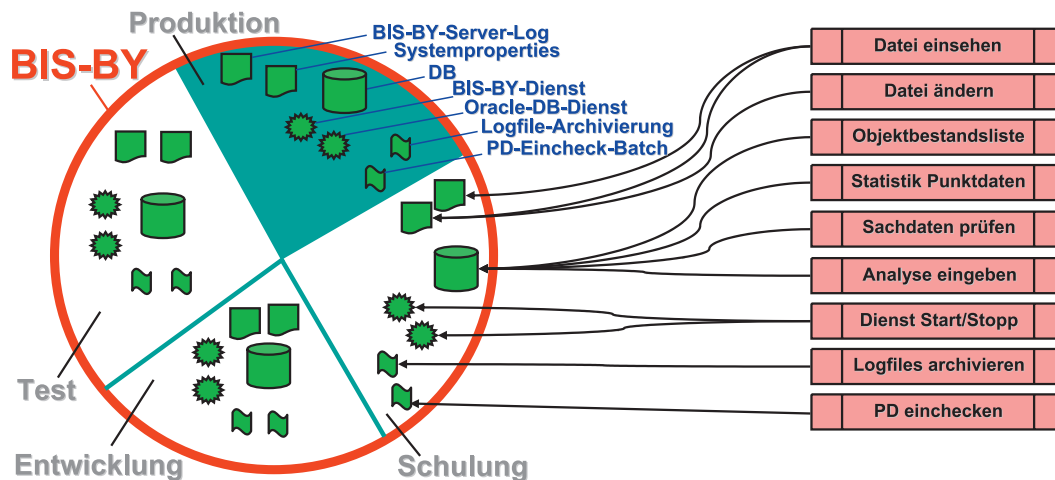 Produktion
BIS-BY
BIS-BY-Server-Log
Systemproperties
DB
BIS-BY-Dienst
Oracle-DB-Dienst
Logfile-Archivierung
PD-Eincheck-Batch
Test
Entwicklung
Schulung
Datei einsehen
Datei ändern
Objektbestandsliste
Statistik Punktdaten
Sachdaten prüfen
Analyse eingeben
Dienst Start/Stopp
Logfiles archivieren
PD einchecken